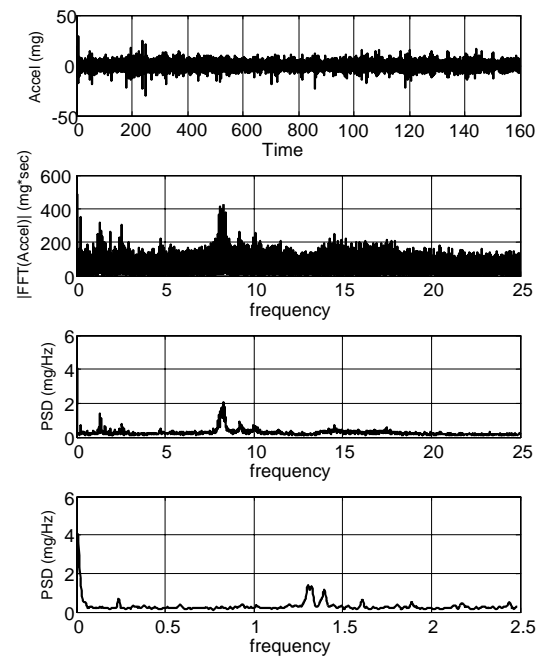 50
0
-50
Accel (mg)
0 200 400 600 800 100 120 140 160
Time
600
400
200
0
|FFT(Accel)| (mg*sec)
0 5 10 15 20 25
frequency
6
4
2
0
PSD (mg/Hz)
0 5 10 15 20 25
frequency
6
4
2
0
PSD (mg/Hz)
0 0.5 1 1.5 2 2.5
frequency